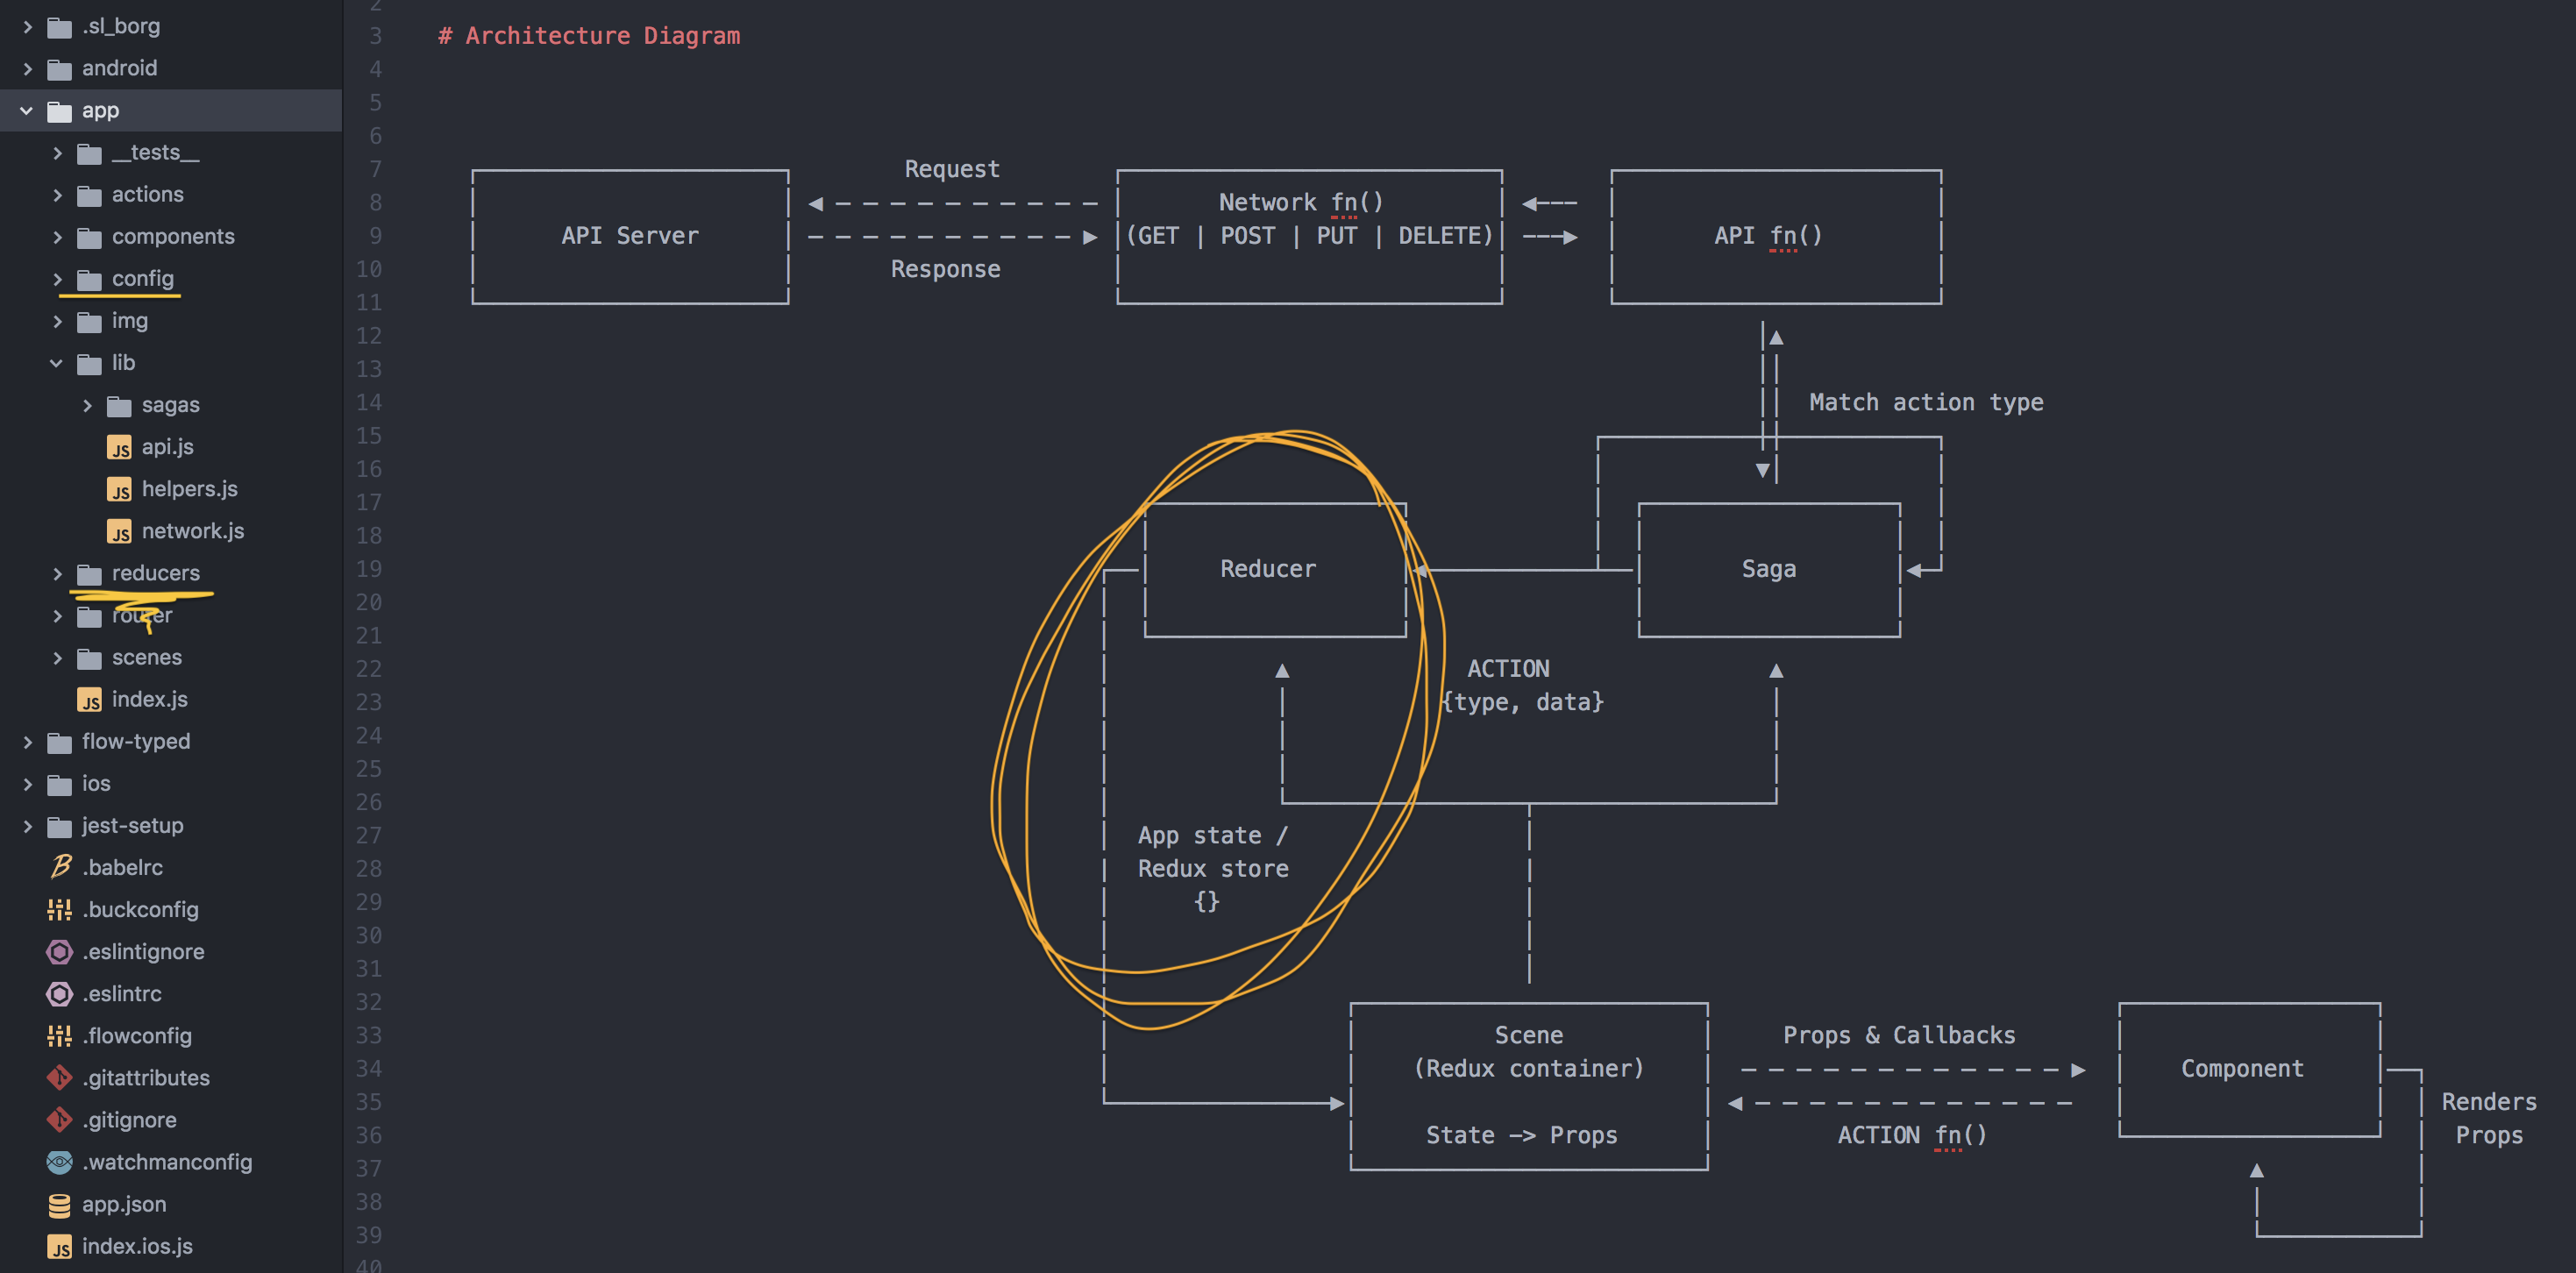 .sl_borg
android
app
__tests__
actions
components
config
img
lib
sagas
api.js
helpers.js
network.js
reducers
router
scenes
index.js
flow-typed
ios
jest-setup
.babelrc
.buckconfig
.eslintignore
.eslintrc
.flowconfig
.gitattributes
.gitignore
.watchmanconfig
app.json
index.ios.js
2
3 # Architecture Diagram
4
5
6
7 Request
8 Network fn()
9 API Server |(GET | POST | PUT | DELETE)| API fn()
10 Response
11
12
13
14 Match action type
15
16
17
18
19 Reducer Saga
20
21
22 ACTION
23 {type, data}
24
25
26
27 App state /
28 Redux store
29 {}
30
31
32
33 Scene Props & Callbacks
34 (Redux container) Component
35 Renders
36 State –> Props ACTION fn() Props
37
38
39
40